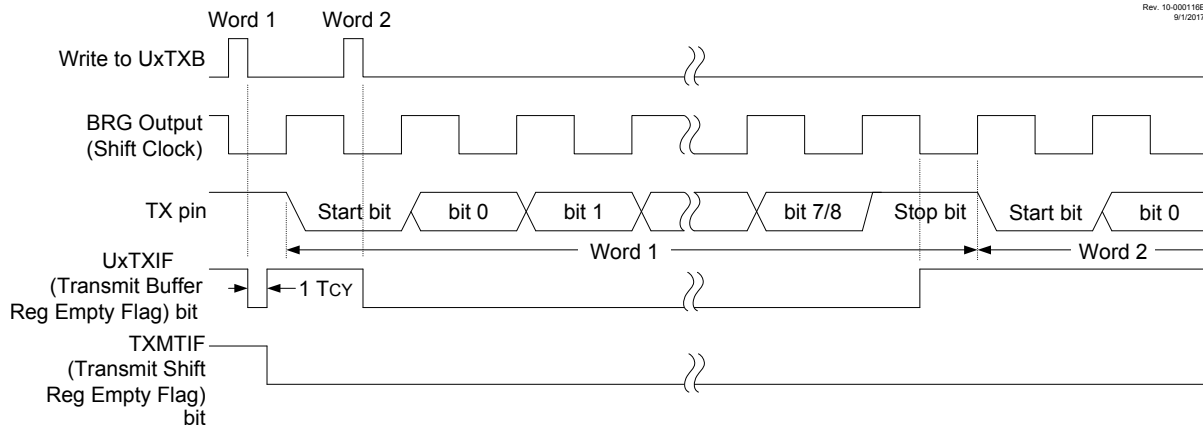 Rev. 10-000116E
9/1/2017
Word 1 Word 2
Write to UxTXB
BRG Output
(Shift Clock)
TX pin Start bit bit 0 bit 1 bit 7/8 Stop bit Start bit bit 0
Word 1 Word 2
UxTXIF
(Transmit Buffer
Reg Empty Flag) bit
1 TCY
TXMTIF
(Transmit Shift
Reg Empty Flag)
bit